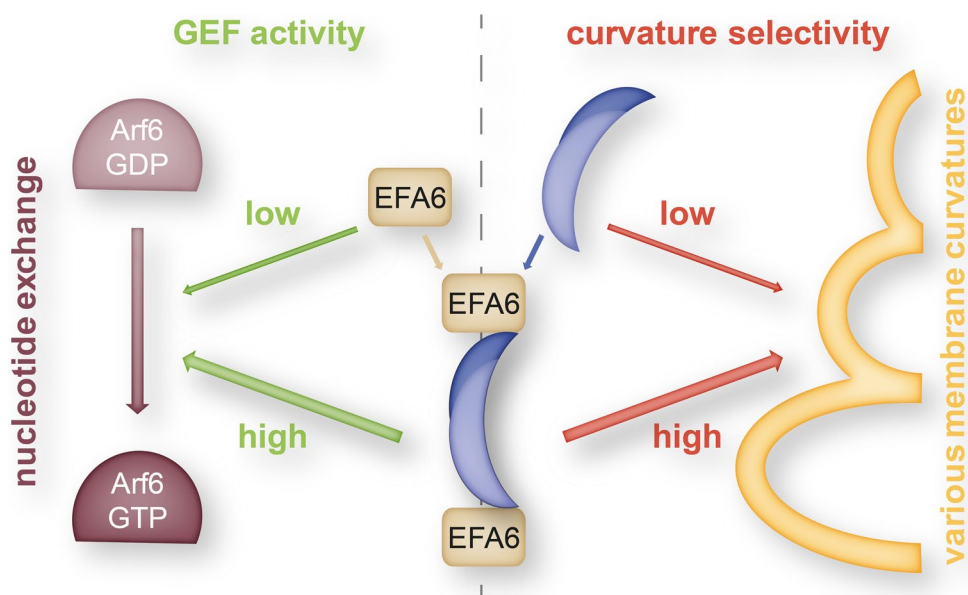 GEF activity
curvature selectivity
nucleotide exchange
Arf6
GDP
low
EFA6
low
EFA6
high
high
Arf6
GTP
EFA6
various membrane curvatures